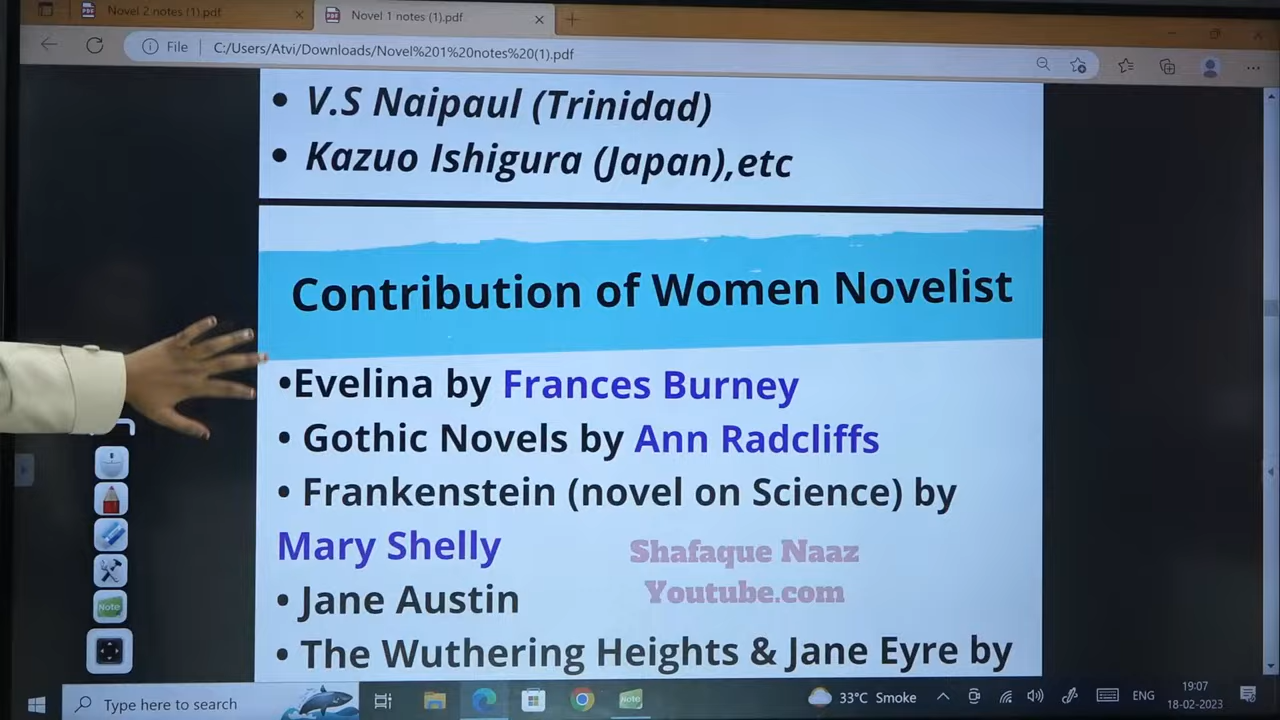 Novel 2 notes (1).pdf
Novel 1 notes (1).pdf
File
C:/Users/Atvi/Downloads/Novel%201%20notes%20(1).pdf
• V.S Naipaul (Trinidad)
• Kazuo Ishigura (Japan),etc
Contribution of Women Novelist
•Evelina by Frances Burney
• Gothic Novels by Ann Radcliffs
• Frankenstein (novel on Science) by
Mary Shelly
Shafaque Naaz
Youtube.com
• Jane Austin
• The Wuthering Heights & Jane Eyre by
Note
Type here to search
Note
33°C Smoke
ENG
19:07
18-02-2023